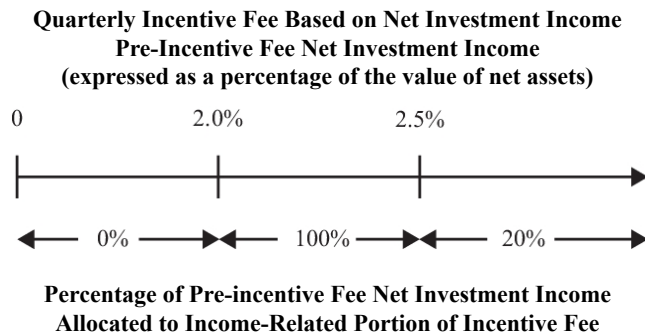 Quarterly Incentive Fee Based on Net Investment Income
Pre-Incentive Fee Net Investment Income
(expressed as a percentage of the value of net assets)
0 2.0% 2.5%
0% 100% 20%
Percentage of Pre-incentive Fee Net Investment Income
Allocated to Income-Related Portion of Incentive Fee